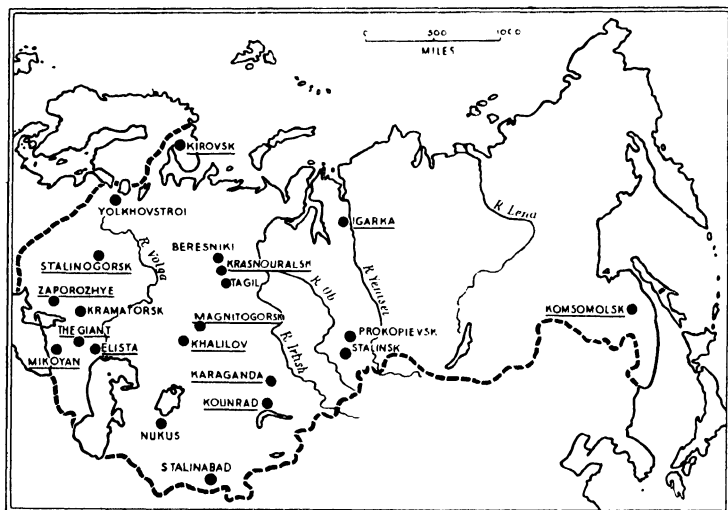 0 500 1000
MILES
KIROVSK
YOLKHOVSTROI
R. Volga
STALINOGORSK
ZAPOROZHYE
KRAMATORSK
THE GIANT
MIKOYAN
ELISTA
BERESNIKI
KRASNOURALSK
TAGIL
MAGNITOGORSK
KHALILOV
KARAGANDA
KOUNRAD
NUKUS
STALINABAD
R. Irtish
R. Ob
R. Yenisei
IGARKA
PROKOPIEVSK
STALINSK
R. Lena
KOMSOMOLSK